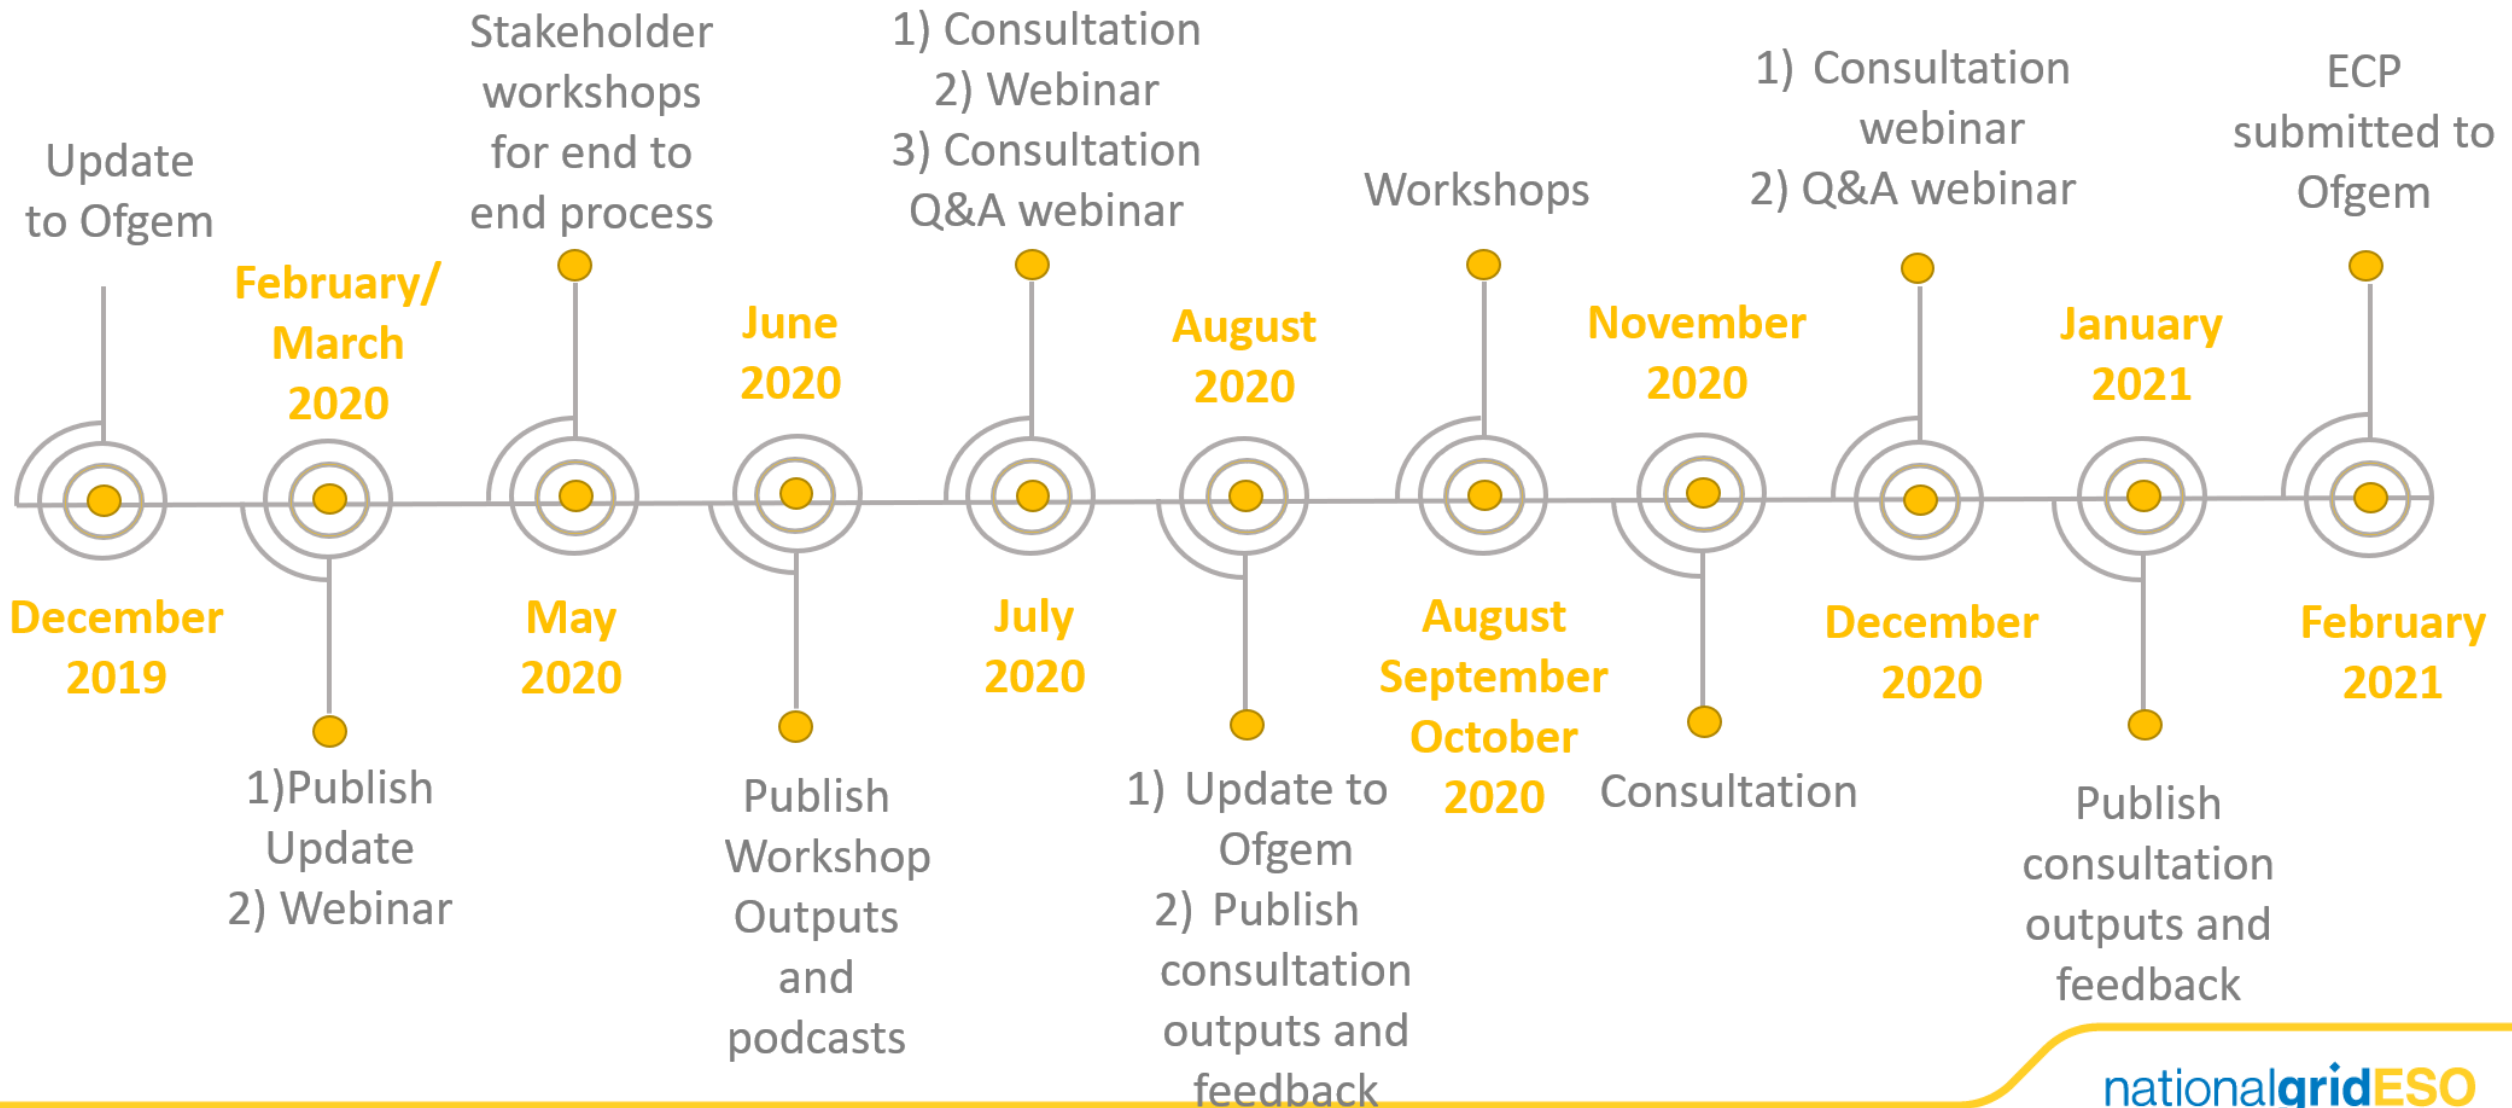 Update
to Ofgem
December
2019
February/
March
2020
1)Publish
Update
2) Webinar
Stakeholder
workshops
for end to
end process
May
2020
June
2020
Publish
Workshop
Outputs
and
podcasts
1) Consultation
2) Webinar
3) Consultation
Q&A webinar
July
2020
August
2020
1) Update to
Ofgem
2) Publish
consultation
outputs and
feedback
Workshops
August
September
October
2020
November
2020
Consultation
1) Consultation
webinar
2) Q&A webinar
December
2020
January
2021
Publish
consultation
outputs and
feedback
ECP
submitted to
Ofgem
February
2021
nationalgridESO